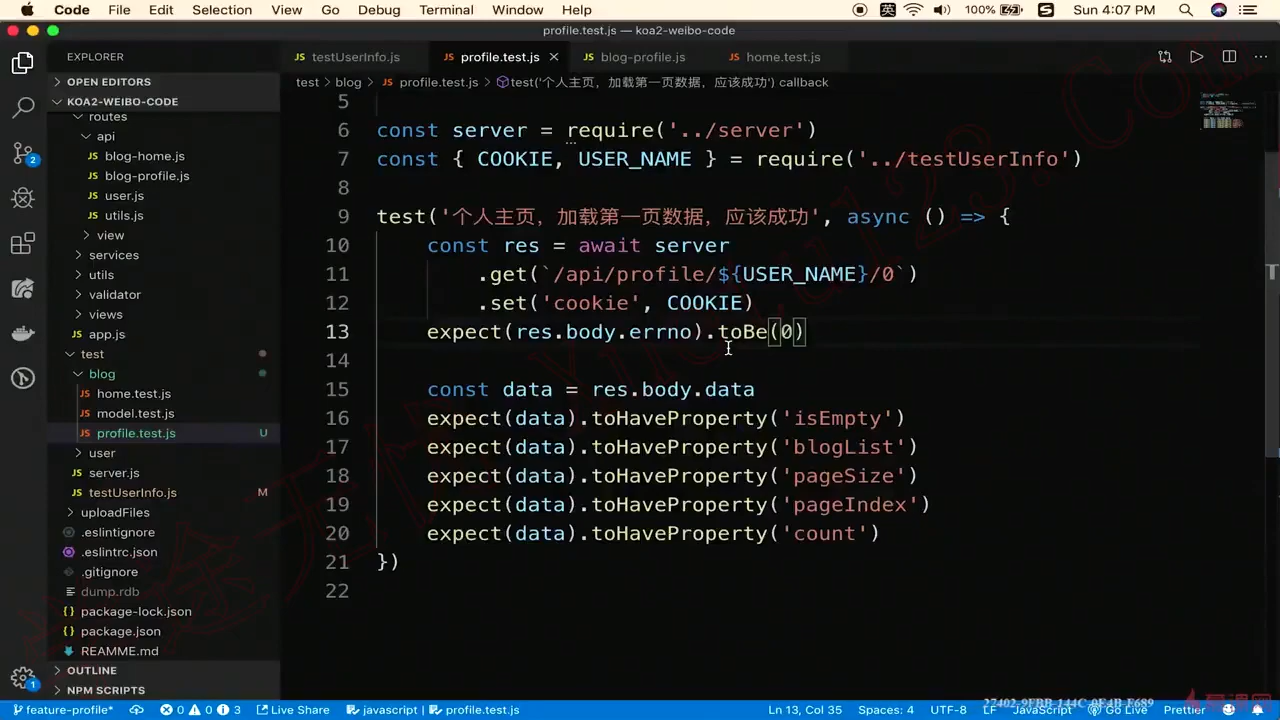 Code File Edit Selection View Go Debug Terminal Window Help 英 100% Sun 4:07 PM
profile.test.js — koa2-weibo-code
EXPLORER
testUserInfo.js
profile.test.js
blog-profile.js
home.test.js
OPEN EDITORS
test > blog > profile.test.js > test('个人主页，加载第一页数据，应该成功') callback
KOA2-WEIBO-CODE
routes
api
blog-home.js
blog-profile.js
user.js
utils.js
view
services
utils
validator
views
app.js
test
blog
home.test.js
model.test.js
profile.test.js U
user
server.js
testUserInfo.js M
uploadFiles
.eslintignore
.eslintrc.json
.gitignore
dump.rdb
package-lock.json
package.json
REAMME.md
OUTLINE
NPM SCRIPTS
5
6 const server = require('../server')
7 const { COOKIE, USER_NAME } = require('../testUserInfo')
8
9 test('个人主页，加载第一页数据，应该成功', async () => {
10 const res = await server
11 .get(`/api/profile/${USER_NAME}/0`)
12 .set('cookie', COOKIE)
13 expect(res.body.errno).toBe(0)
14
15 const data = res.body.data
16 expect(data).toHaveProperty('isEmpty')
17 expect(data).toHaveProperty('blogList')
18 expect(data).toHaveProperty('pageSize')
19 expect(data).toHaveProperty('pageIndex')
20 expect(data).toHaveProperty('count')
21 })
22
2
1
feature-profile* 0 0 3 Live Share javascript | profile.test.js Ln 13, Col 35 Spaces: 4 UTF-8 LF JavaScript Go Live Prettier